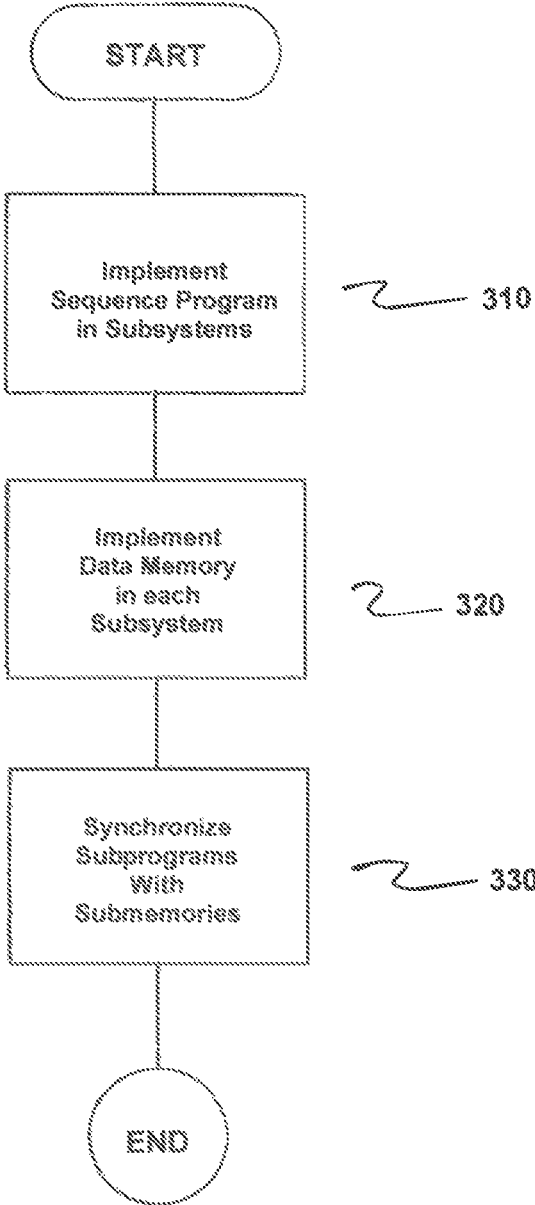 START
Implement
Sequence Program
in Subsystems
310
Implement
Data Memory
in each
Subsystem
320
Synchronize
Subprograms
With
Submemories
330
END